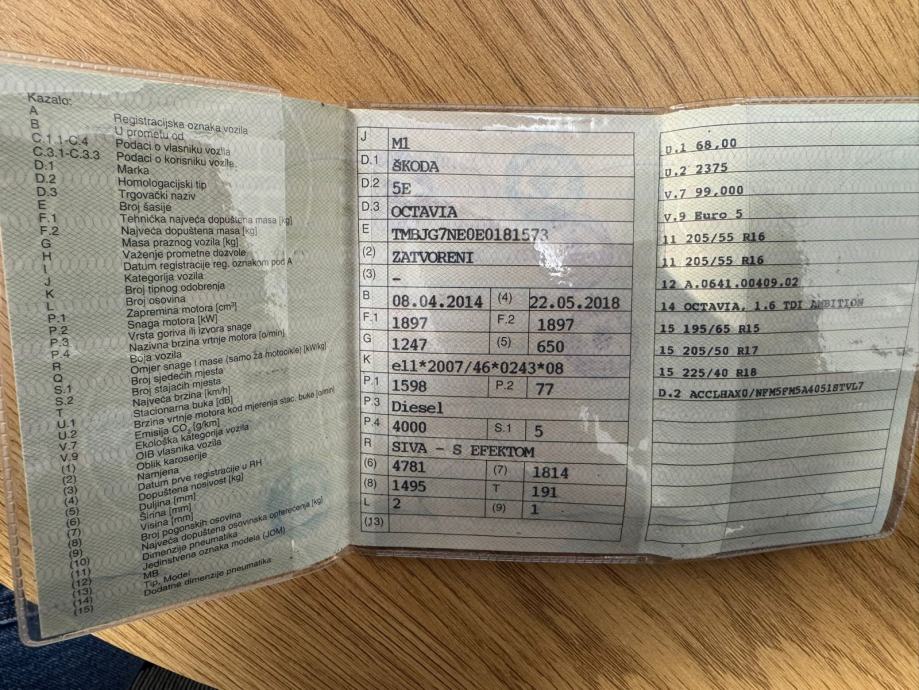 Kazalo:
A Registracijska oznaka vozila
B U prometu od
C.1.1-C.4 Podaci o vlasniku vozila
C.3.1-C.3.3 Podaci o korisniku vozila
D.1 Marka
D.2 Homologacijski tip
D.3 Trgovački naziv
E Broj šasije
F.1 Tehnička najveća dopuštena masa [kg]
F.2 Najveća dopuštena masa [kg]
G Masa praznog vozila [kg]
H Važenje prometne dozvole
I Datum registracije reg. oznakom pod A
J Kategorija vozila
K Broj tipnog odobrenje
L Broj osovina
P.1 Zapremina motora [cm³]
P.2 Snaga motora [kW]
P.3 Vrsta goriva ili izvora snage
P.4 Nazivna brzina vrtnje motora [o/min]
R Boja vozila
Q Omjer snage i mase (samo za motocikle) [kW/kg]
S.1 Broj sjedećih mjesta
S.2 Broj stajaćih mjesta
T Najveća brzina [km/h]
U.1 Stacionarna buka [dB]
U.2 Brzina vrtnje motora kod mjerenja stac. buke [o/min]
V.7 Emisija CO₂ [g/km]
V.9 Ekološka kategorija vozila
(1) OIB vlasnika vozila
(2) Oblik karoserije
(3) Namjena
(4) Datum prve registracije u RH
(5) Dopuštena nosivost [kg]
(6) Duljina [mm]
(7) Širina [mm]
(8) Visina [mm]
(9) Broj pogonskih osovina
(10) Najveća dopuštena osovinska opterećenja [kg]
(11) Dimenzije pneumatika
(12) Jedinstvena oznaka modela (JOM)
(13) MB
(14) Tip, Model
(15) Dodatne dimenzije pneumatika
J M1
D.1 ŠKODA
D.2 5E
D.3 OCTAVIA
E TMBJG7NE0E0181573
(2) ZATVORENI
(3) –
B 08.04.2014 (4) 22.05.2018
F.1 1897 F.2 1897
G 1247 (5) 650
K e11*2007/46*0243*08
P.1 1598 P.2 77
P.3 Diesel
P.4 4000 S.1 5
R SIVA - S EFEKTOM
(6) 4781 (7) 1814
(8) 1495 T 191
L 2 (9) 1
(13)
U.1 68,00
U.2 2375
V.7 99,000
V.9 Euro 5
11 205/55 R16
11 205/55 R16
12 A.0641.00409.02
14 OCTAVIA, 1.6 TDI AMBITION
15 195/65 R15
15 205/50 R17
15 225/40 R18
D.2 ACCLHAX0/NFM5FM5A40518TVL7